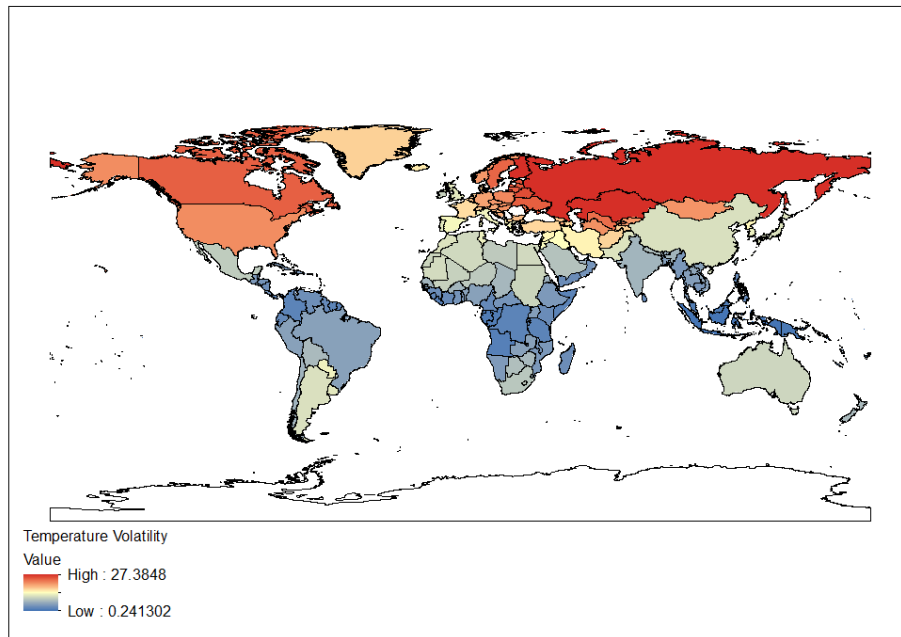 Temperature Volatility
Value
High : 27.3848
Low : 0.241302